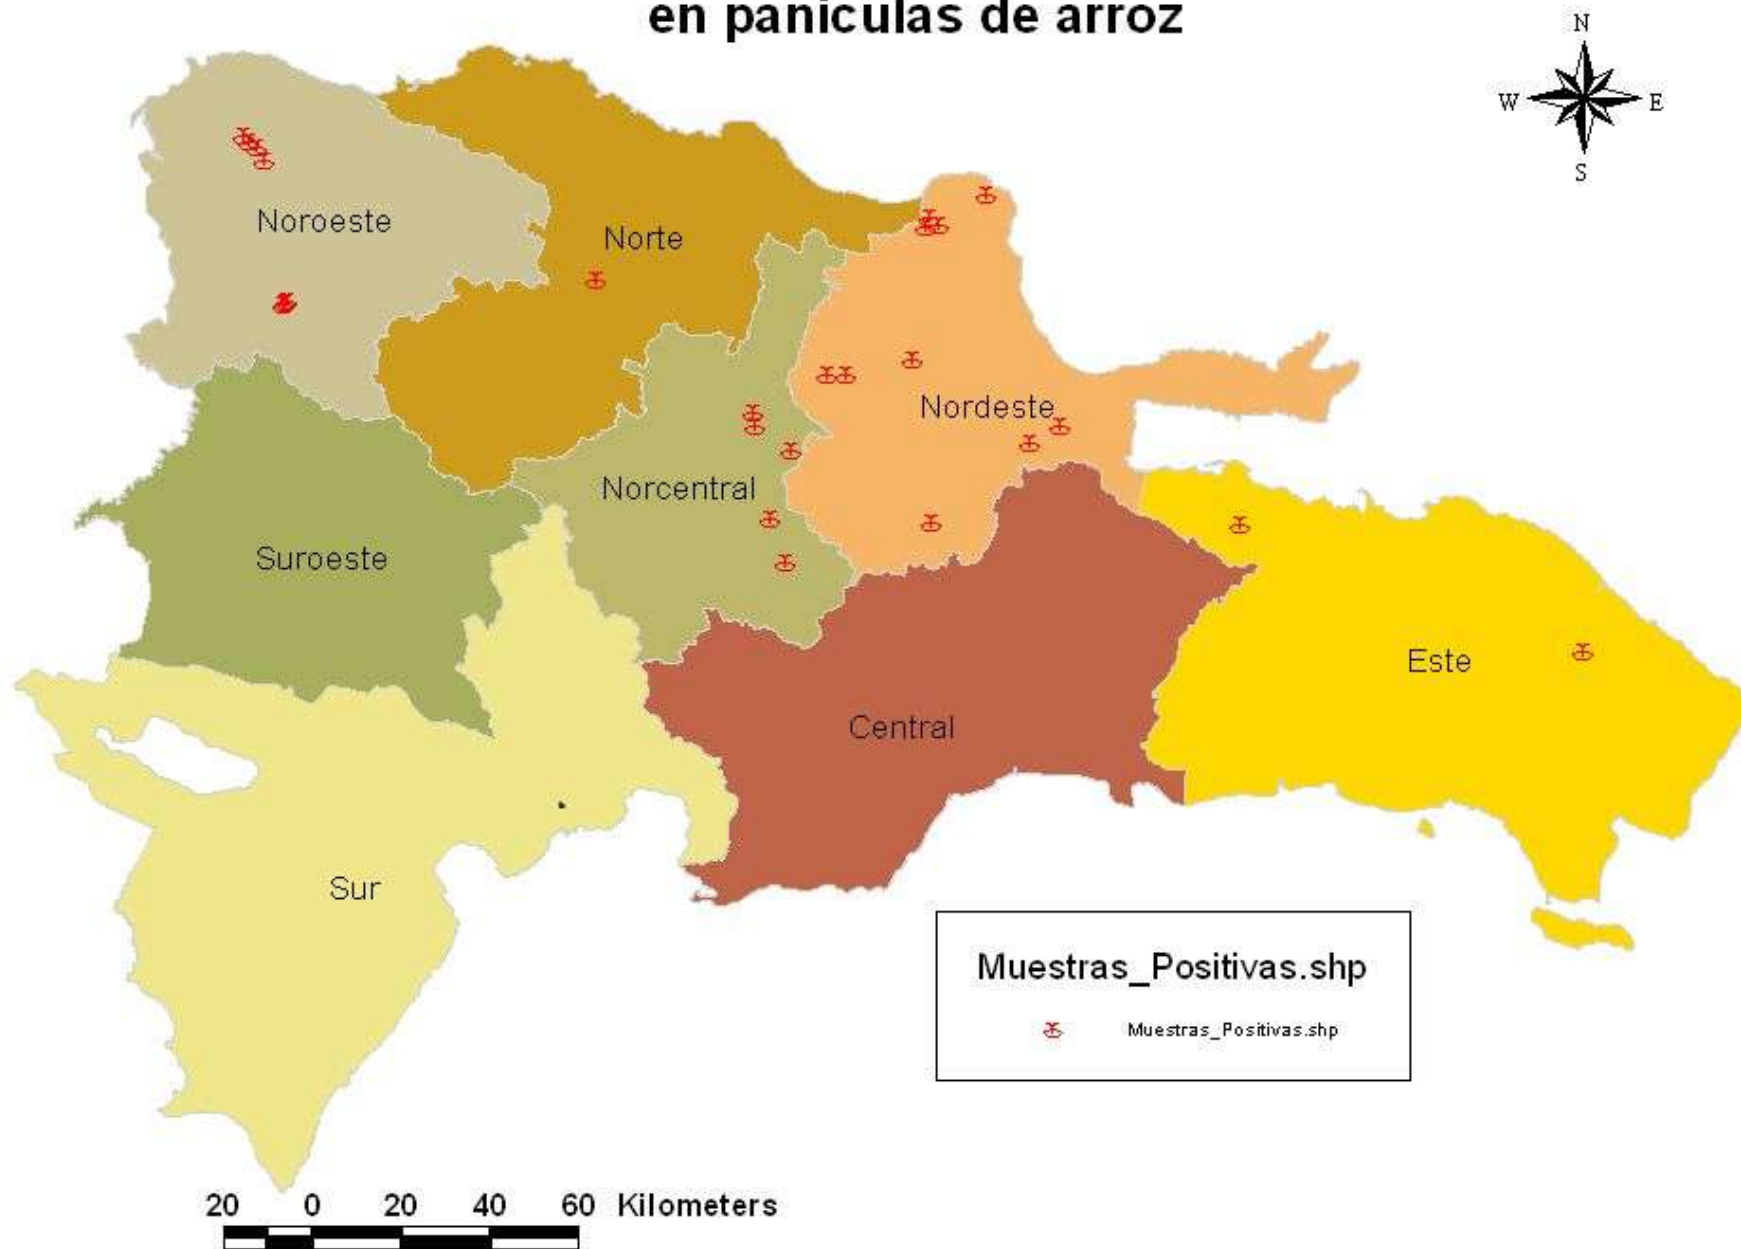 en paniculas de arroz
N
W E
S
Noroeste
Norte
Nordeste
Norcentral
Suroeste
Este
Central
Sur
Muestras_Positivas.shp
Muestras_Positivas.shp
20 0 20 40 60 Kilometers